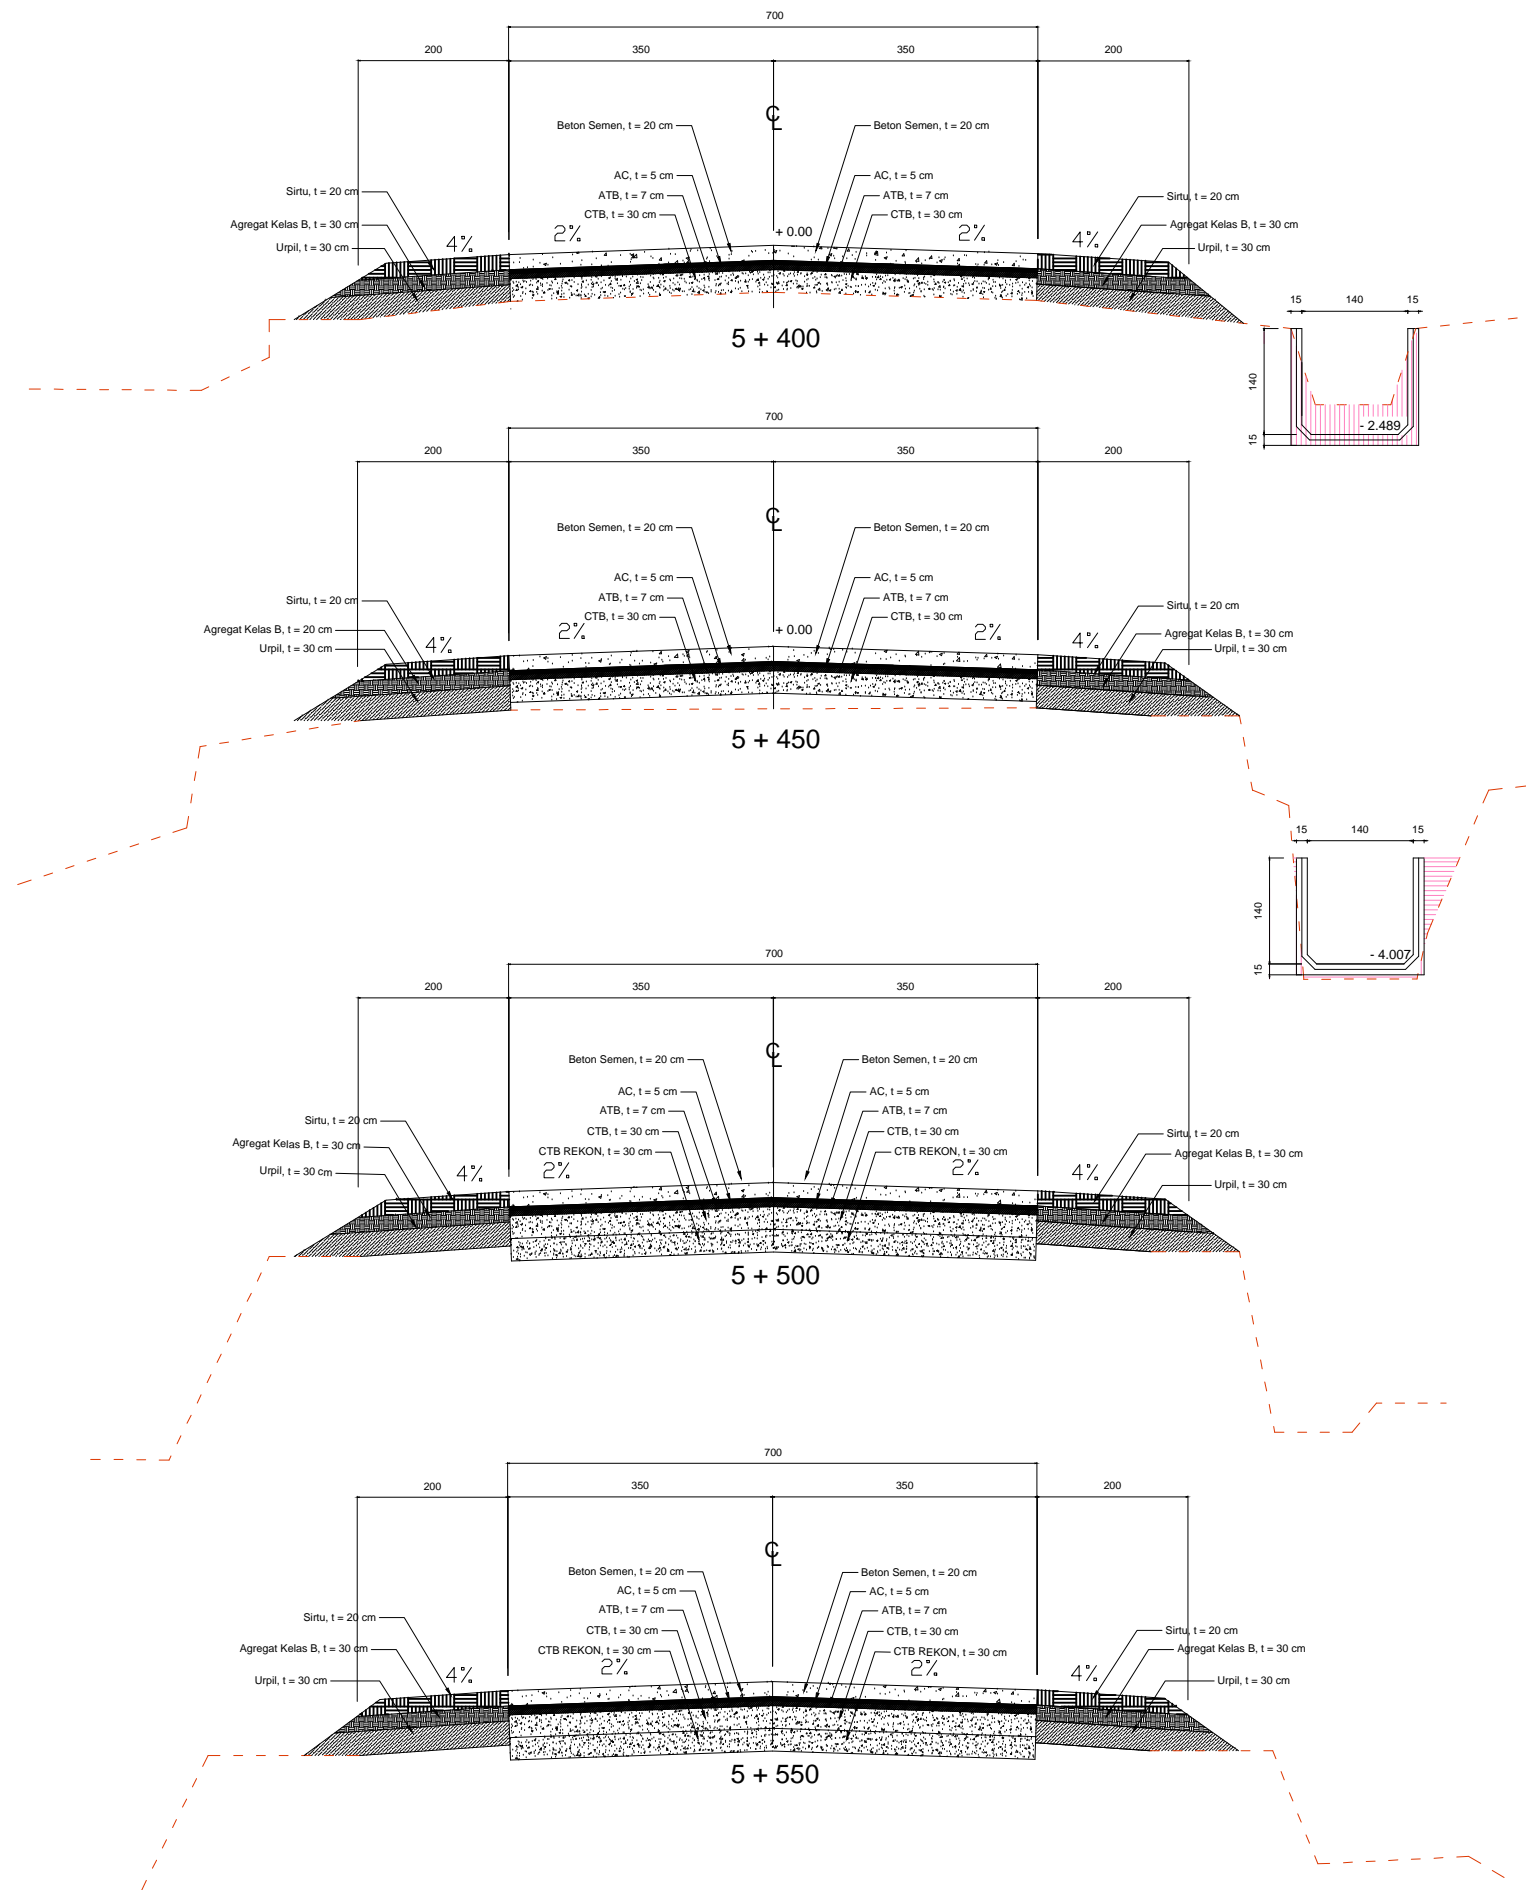 700
200
350
350
200
C
L
Beton Semen, t = 20 cm
Beton Semen, t = 20 cm
AC, t = 5 cm
AC, t = 5 cm
Sirtu, t = 20 cm
ATB, t = 7 cm
ATB, t = 7 cm
Sirtu, t = 20 cm
Agregat Kelas B, t = 30 cm
CTB, t = 30 cm
CTB, t = 30 cm
Agregat Kelas B, t = 30 cm
Urpil, t = 30 cm
4%
2%
+ 0.00
2%
4%
Urpil, t = 30 cm
5 + 400
15
140
15
140
15
- 2.489
700
200
350
350
200
C
L
Beton Semen, t = 20 cm
Beton Semen, t = 20 cm
AC, t = 5 cm
AC, t = 5 cm
Sirtu, t = 20 cm
ATB, t = 7 cm
ATB, t = 7 cm
Sirtu, t = 20 cm
Agregat Kelas B, t = 20 cm
CTB, t = 30 cm
CTB, t = 30 cm
Agregat Kelas B, t = 30 cm
Urpil, t = 30 cm
4%
2%
+ 0.00
2%
4%
Urpil, t = 30 cm
5 + 450
15
140
15
140
15
- 4.007
700
200
350
350
200
C
L
Beton Semen, t = 20 cm
Beton Semen, t = 20 cm
AC, t = 5 cm
AC, t = 5 cm
Sirtu, t = 20 cm
ATB, t = 7 cm
ATB, t = 7 cm
Sirtu, t = 20 cm
Agregat Kelas B, t = 30 cm
CTB, t = 30 cm
CTB, t = 30 cm
Agregat Kelas B, t = 30 cm
CTB REKON, t = 30 cm
CTB REKON, t = 30 cm
Urpil, t = 30 cm
4%
2%
2%
4%
Urpil, t = 30 cm
5 + 500
700
200
350
350
200
C
L
Beton Semen, t = 20 cm
Beton Semen, t = 20 cm
AC, t = 5 cm
AC, t = 5 cm
Sirtu, t = 20 cm
ATB, t = 7 cm
ATB, t = 7 cm
Sirtu, t = 20 cm
CTB, t = 30 cm
CTB, t = 30 cm
Agregat Kelas B, t = 30 cm
CTB REKON, t = 30 cm
CTB REKON, t = 30 cm
Agregat Kelas B, t = 30 cm
Urpil, t = 30 cm
4%
2%
2%
4%
Urpil, t = 30 cm
5 + 550